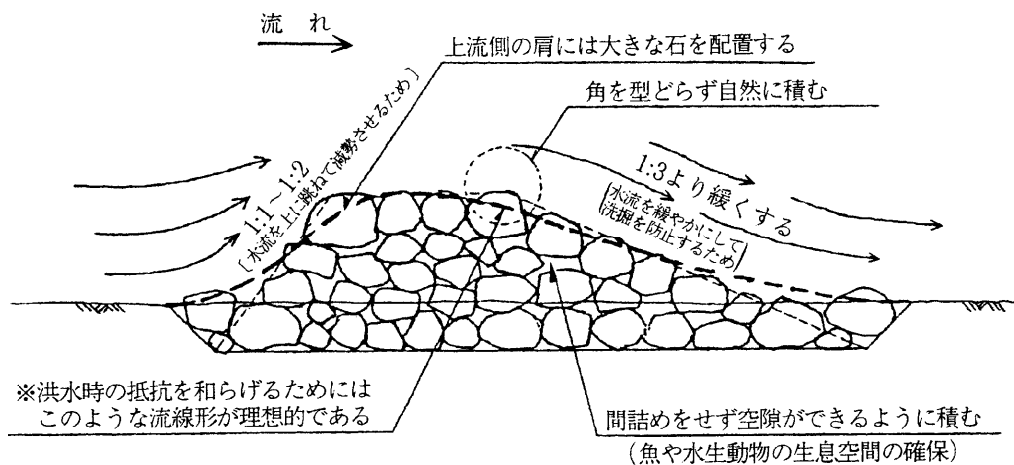 流れ
上流側の肩には大きな石を配置する
角を型どらず自然に積む
1:1~1:2
[水流を上に跳ねて減勢させるため]
1:3より緩くする
(水流を緩やかにして
洗掘を防止するため)
※洪水時の抵抗を和らげるためには
このような流線形が理想的である
間詰めをせず空隙ができるように積む
(魚や水生動物の生息空間の確保)